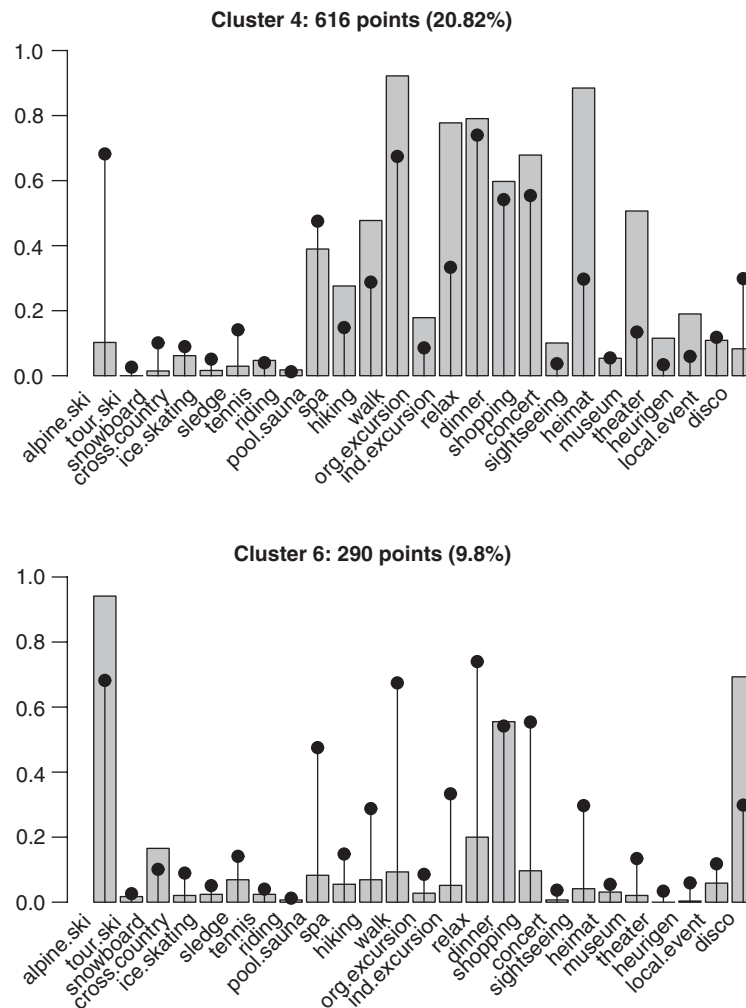 Cluster 4: 616 points (20.82%)
1.0
0.8
0.6
0.4
0.2
0.0
alpine.ski
tour.ski
snowboard
cross.country
ice.skating
sledge
tennis
riding
pool.sauna
spa
hiking
walk
org.excursion
ind.excursion
relax
dinner
shopping
concert
sightseeing
heimat
museum
theater
heurigen
local.event
disco
Cluster 6: 290 points (9.8%)
1.0
0.8
0.6
0.4
0.2
0.0
alpine.ski
tour.ski
snowboard
cross.country
ice.skating
sledge
tennis
riding
pool.sauna
spa
hiking
walk
org.excursion
ind.excursion
relax
dinner
shopping
concert
sightseeing
heimat
museum
theater
heurigen
local.event
disco